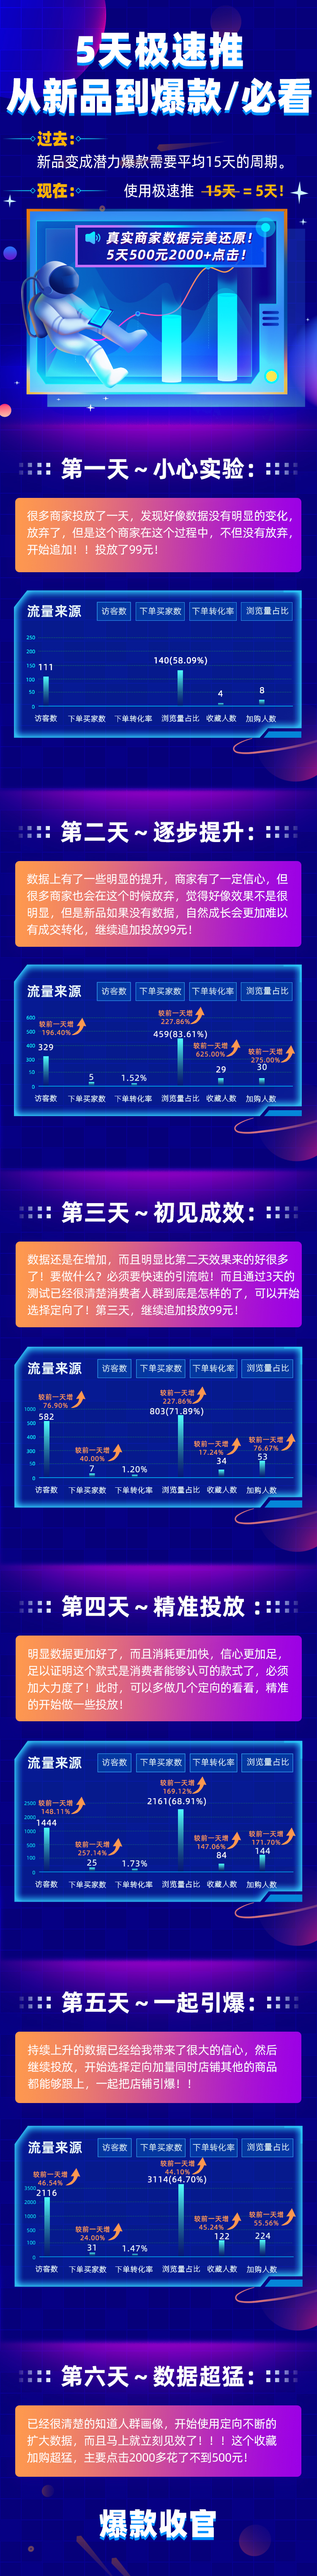 5天极速推
从新品到爆款/必看
过去:
新品变成潜力爆款需要平均15天的周期。
现在: 使用极速推 15天 = 5天!
真实商家数据完美还原!
5天500元2000+点击!
第一天~小心实验:
很多商家投放了一天，发现好像数据没有明显的变化，
放弃了，但是这个商家在这个过程中，不但没有放弃，
开始追加！！投放了99元！
流量来源 访客数 下单买家数 下单转化率 浏览量占比
250
200
150
100
50
0
111
140(58.09%)
4
8
访客数 下单买家数 下单转化率 浏览量占比 收藏人数 加购人数
第二天~逐步提升:
数据上有了一些明显的提升，商家有了一定信心，但
很多商家也会在这个时候放弃，觉得好像效果不是很
明显，但是新品如果没有数据，自然成长会更加难以
有成交转化，继续追加投放99元！
流量来源 访客数 下单买家数 下单转化率 浏览量占比
600
500
400
300
50
0
较前一天增
196.40%
329
5
1.52%
较前一天增
227.86%
459(83.61%)
较前一天增
625.00%
29
较前一天增
275.00%
30
访客数 下单买家数 下单转化率 浏览量占比 收藏人数 加购人数
第三天~初见成效:
数据还是在增加，而且明显比第二天效果来的好很多
了！要做什么？必须要快速的引流啦！而且通过3天的
测试已经很清楚消费者人群到底是怎样的了，可以开始
选择定向了！第三天，继续追加投放99元！
流量来源 访客数 下单买家数 下单转化率 浏览量占比
1000
500
400
300
50
0
较前一天增
76.90%
582
较前一天增
40.00%
7
1.20%
较前一天增
227.86%
803(71.89%)
较前一天增
17.24%
34
较前一天增
76.67%
53
访客数 下单买家数 下单转化率 浏览量占比 收藏人数 加购人数
第四天~精准投放:
明显数据更加好了，而且消耗更加快，信心更加足，
足以证明这个款式是消费者能够认可的款式了，必须
加大力度了！此时，可以多做几个定向的看看，精准
的开始做一些投放！
流量来源 访客数 下单买家数 下单转化率 浏览量占比
2500
2000
1000
500
100
0
较前一天增
148.11%
1444
较前一天增
257.14%
25
1.73%
较前一天增
169.12%
2161(68.91%)
较前一天增
147.06%
84
较前一天增
171.70%
144
访客数 下单买家数 下单转化率 浏览量占比 收藏人数 加购人数
第五天~一起引爆:
持续上升的数据已经给我带来了很大的信心，然后
继续投放，开始选择定向加量同时店铺其他的商品
都能够跟上，一起把店铺引爆！！
流量来源 访客数 下单买家数 下单转化率 浏览量占比
3500
2000
1000
500
100
0
较前一天增
46.54%
2116
较前一天增
24.00%
31
1.47%
较前一天增
44.10%
3114(64.70%)
较前一天增
45.24%
122
较前一天增
55.56%
224
访客数 下单买家数 下单转化率 浏览量占比 收藏人数 加购人数
第六天~数据超猛:
已经很清楚的知道人群画像，开始使用定向不断的
扩大数据，而且马上就立刻见效了！！！这个收藏
加购超猛，主要点击2000多花了不到500元！
爆款收官